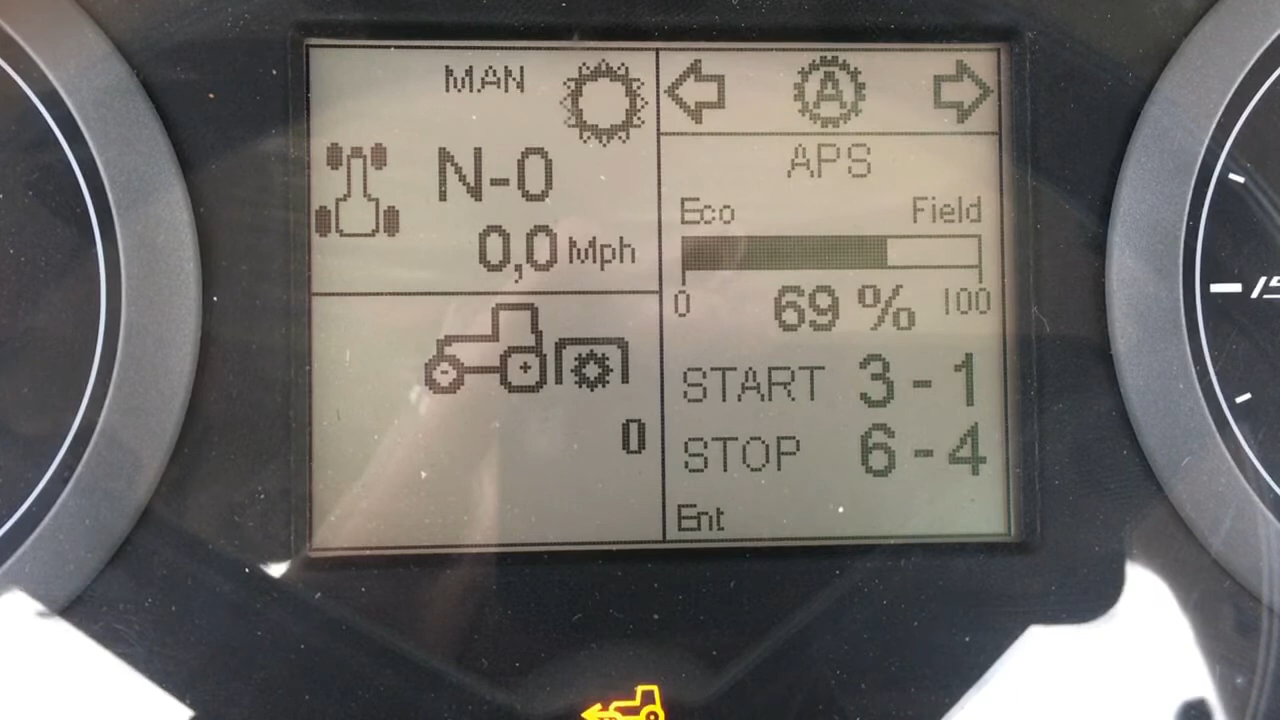 MAN
N-0
0,0 Mph
0
A
APS
Eco Field
0 69 % 100
START 3-1
STOP 6-4
Ent